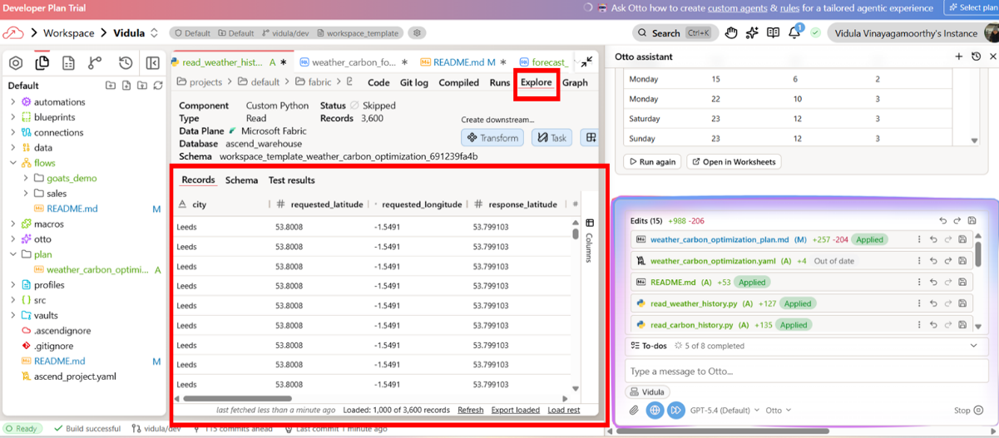 Developer Plan Trial
Ask Otto how to create custom agents & rules for a tailored agentic experience
Select plan
Workspace
Vidula
Default
Default
vidula/dev
workspace_template
Search
Ctrl+K
1
Vidula Vinayagamoorthy's Instance
Default
automations
blueprints
connections
data
flows
goats_demo
sales
README.md M
macros
otto
plan
weather_carbon_optimi... A
profiles
src
vaults
.ascendignore
.gitignore
README.md M
ascend_project.yaml
read_weather_hist... A *
weather_carbon_fo... *
README.md M *
forecast_
projects > default > fabric >
Code
Git log
Compiled
Runs
Explore
Graph
Component Type Custom Python Read
Status Skipped
Records 3,600
Data Plane Microsoft Fabric
Database ascend_warehouse
Schema workspace_template_weather_carbon_optimization_691239fa4b
Create downstream...
Transform
Task
Records
Schema
Test results
city # requested_latitude requested_longitude # response_latitude #
Leeds 53.8008 -1.5491 53.799103
Leeds 53.8008 -1.5491 53.799103
Leeds 53.8008 -1.5491 53.799103
Leeds 53.8008 -1.5491 53.799103
Leeds 53.8008 -1.5491 53.799103
Leeds 53.8008 -1.5491 53.799103
Leeds 53.8008 -1.5491 53.799103
Leeds 53.8008 -1.5491 53.799103
Leeds 53.8008 -1.5491 53.799103
Columns
last fetched less than a minute ago
Loaded: 1,000 of 3,600 records
Refresh
Export loaded
Load rest
Otto assistant
Monday 15 6 2
Monday 22 10 3
Saturday 23 12 3
Sunday 23 12 3
Run again
Open in Worksheets
Edits (15) +988 -206
weather_carbon_optimization_plan.md (M) +257 -204 Applied
weather_carbon_optimization.yaml (A) +4 Out of date
README.md (A) +53 Applied
read_weather_history.py (A) +127 Applied
read_carbon_history.py (A) +135 Applied
To-dos
5 of 8 completed
Type a message to Otto...
Vidula
GPT-5.4 (Default)
Otto
Stop
Ready
Build successful
vidula/dev
115 commits ahead
Last commit 1 minute ago